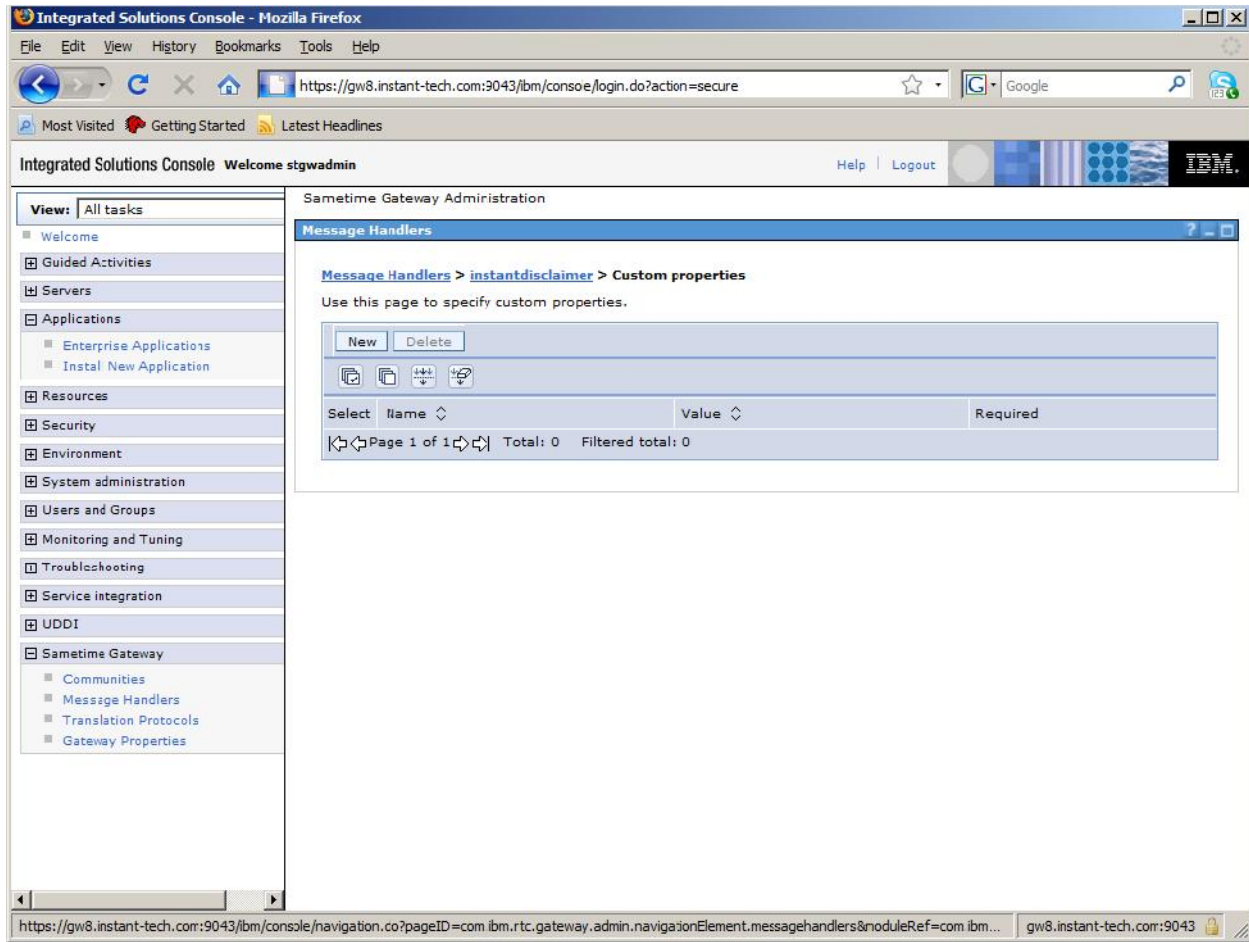 Integrated Solutions Console - Mozilla Firefox
File Edit View History Bookmarks Tools Help
https://gw8.instant-tech.com:9043/ibm/console/login.do?action=secure
G Google
123
Most Visited Getting Started Latest Headlines
Integrated Solutions Console Welcome stgwadmin
Help | Logout
IBM.
View: All tasks
Welcome
Guided Activities
Servers
Applications
Enterprise Applications
Install New Application
Resources
Security
Environment
System administration
Users and Groups
Monitoring and Tuning
Troubleshooting
Service integration
UDDI
Sametime Gateway
Communities
Message Handlers
Translation Protocols
Gateway Properties
Sametime Gateway Administration
Message Handlers
? _
Message Handlers > instantdisclaimer > Custom properties
Use this page to specify custom properties.
New Delete
Select Name Value Required
Page 1 of 1 Total: 0 Filtered total: 0
https://gw8.instant-tech.com:9043/ibm/console/navigation.do?pageID=com.ibm.rtc.gateway.admin.navigationElement.messagehandlers&moduleRef=com.ibm...
gw8.instant-tech.com:9043